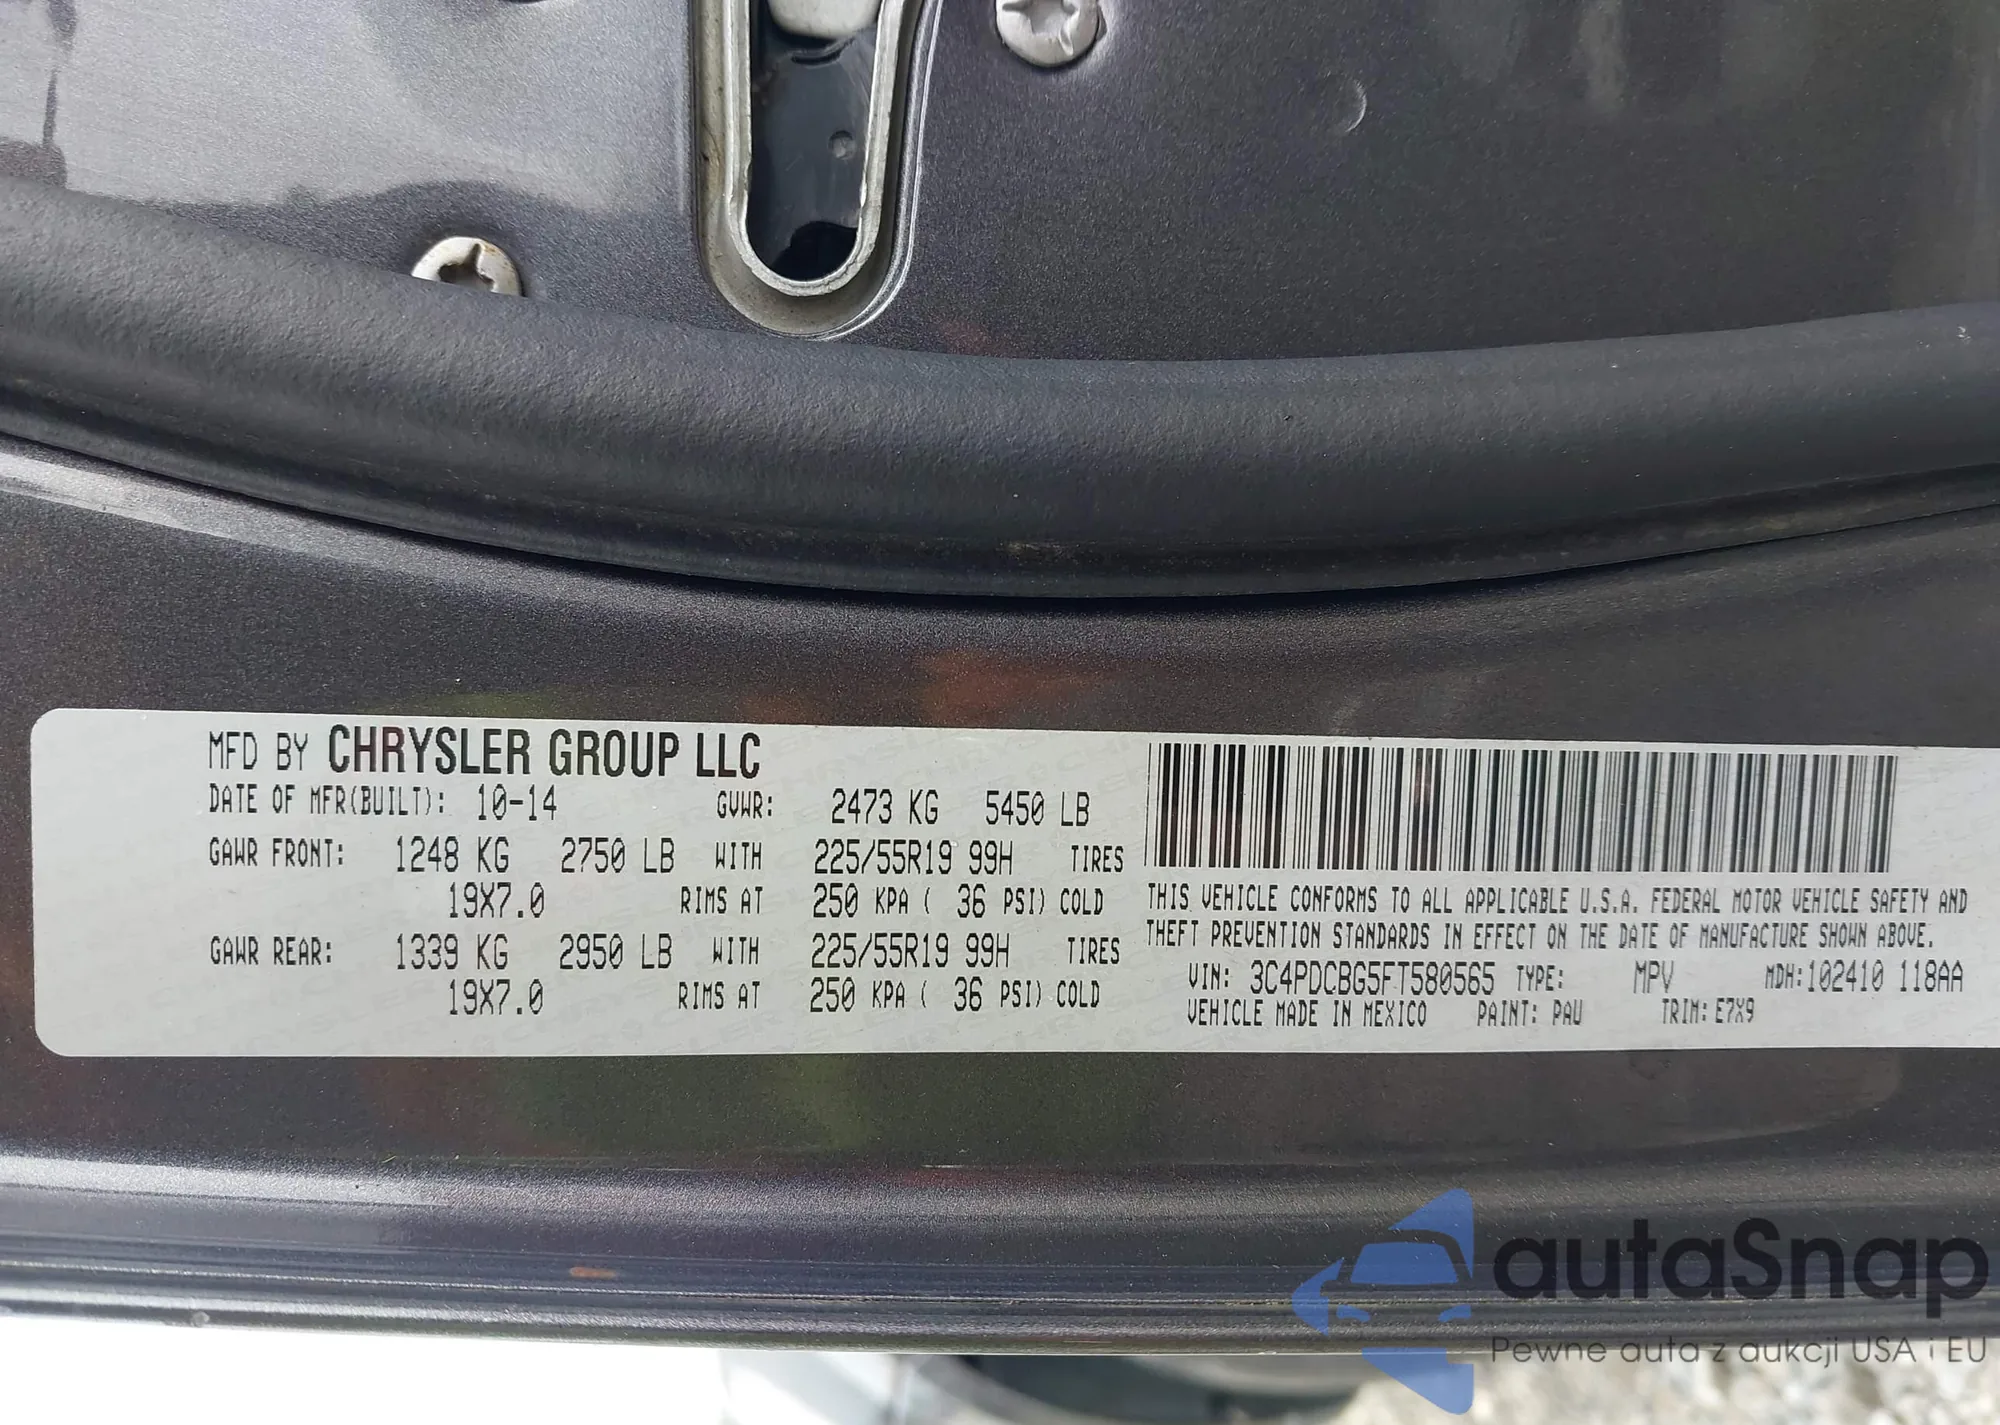 MFD BY CHRYSLER GROUP LLC
DATE OF MFR(BUILT): 10-14 GVWR: 2473 KG 5450 LB
GAWR FRONT: 1248 KG 2750 LB WITH 225/55R19 99H TIRES
19X7.0 RIMS AT 250 KPA ( 36 PSI) COLD
GAWR REAR: 1339 KG 2950 LB WITH 225/55R19 99H TIRES
19X7.0 RIMS AT 250 KPA ( 36 PSI) COLD
THIS VEHICLE CONFORMS TO ALL APPLICABLE U.S.A. FEDERAL MOTOR VEHICLE SAFETY AND
THEFT PREVENTION STANDARDS IN EFFECT ON THE DATE OF MANUFACTURE SHOWN ABOVE.
VIN: 3C4PDCBG5FT580565 TYPE: MPV MDH:102410 118AA
VEHICLE MADE IN MEXICO PAINT: PAU TRIM: E7X9
autaSnap
Pewne auta z aukcji USA i EU